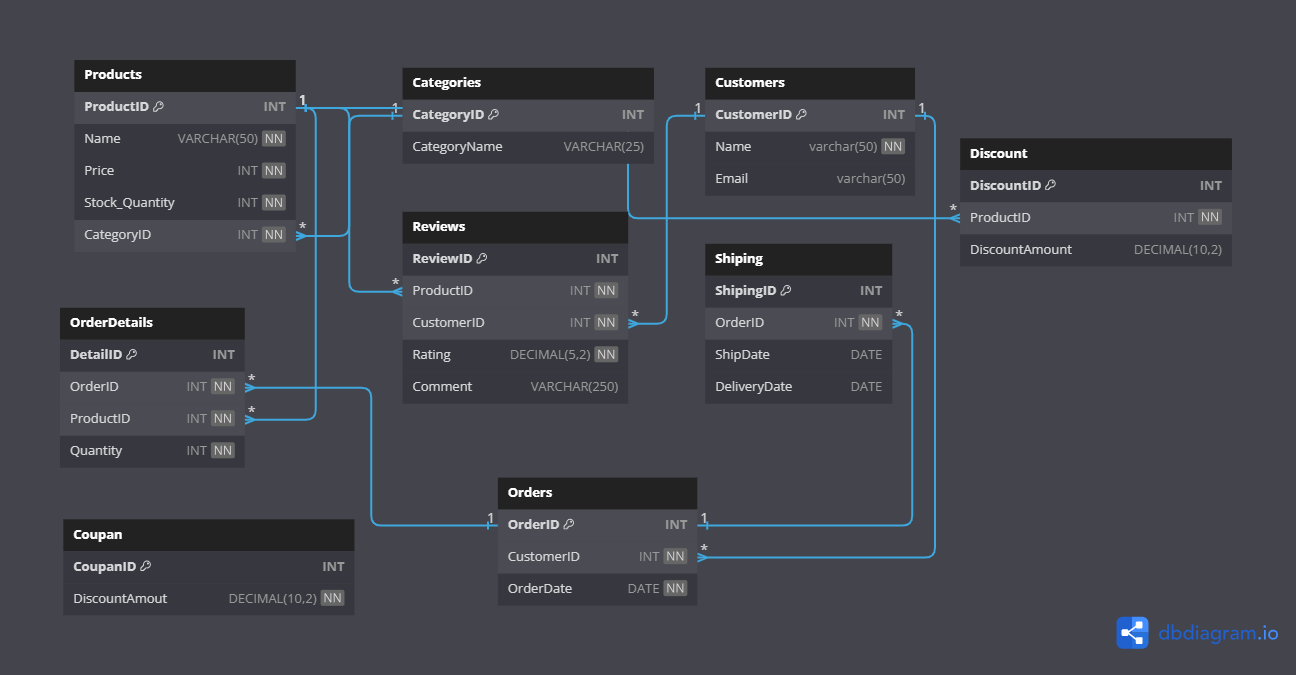 Products
ProductID INT
Name VARCHAR(50) NN
Price INT NN
Stock_Quantity INT NN
CategoryID INT NN
1
*
Categories
1
CategoryID INT
CategoryName VARCHAR(25)
Customers
1
CustomerID INT
1
Name varchar(50) NN
Email varchar(50)
Discount
DiscountID INT
*
ProductID INT NN
DiscountAmount DECIMAL(10,2)
Reviews
ReviewID INT
*
ProductID INT NN
CustomerID INT NN
*
Rating DECIMAL(5,2) NN
Comment VARCHAR(250)
Shiping
ShipingID INT
OrderID INT NN
*
ShipDate DATE
DeliveryDate DATE
OrderDetails
DetailID INT
OrderID INT NN
*
ProductID INT NN
*
Quantity INT NN
Orders
1
OrderID INT
1
CustomerID INT NN
*
OrderDate DATE NN
Coupan
CoupanID INT
DiscountAmout DECIMAL(10,2) NN
dbdiagram.io